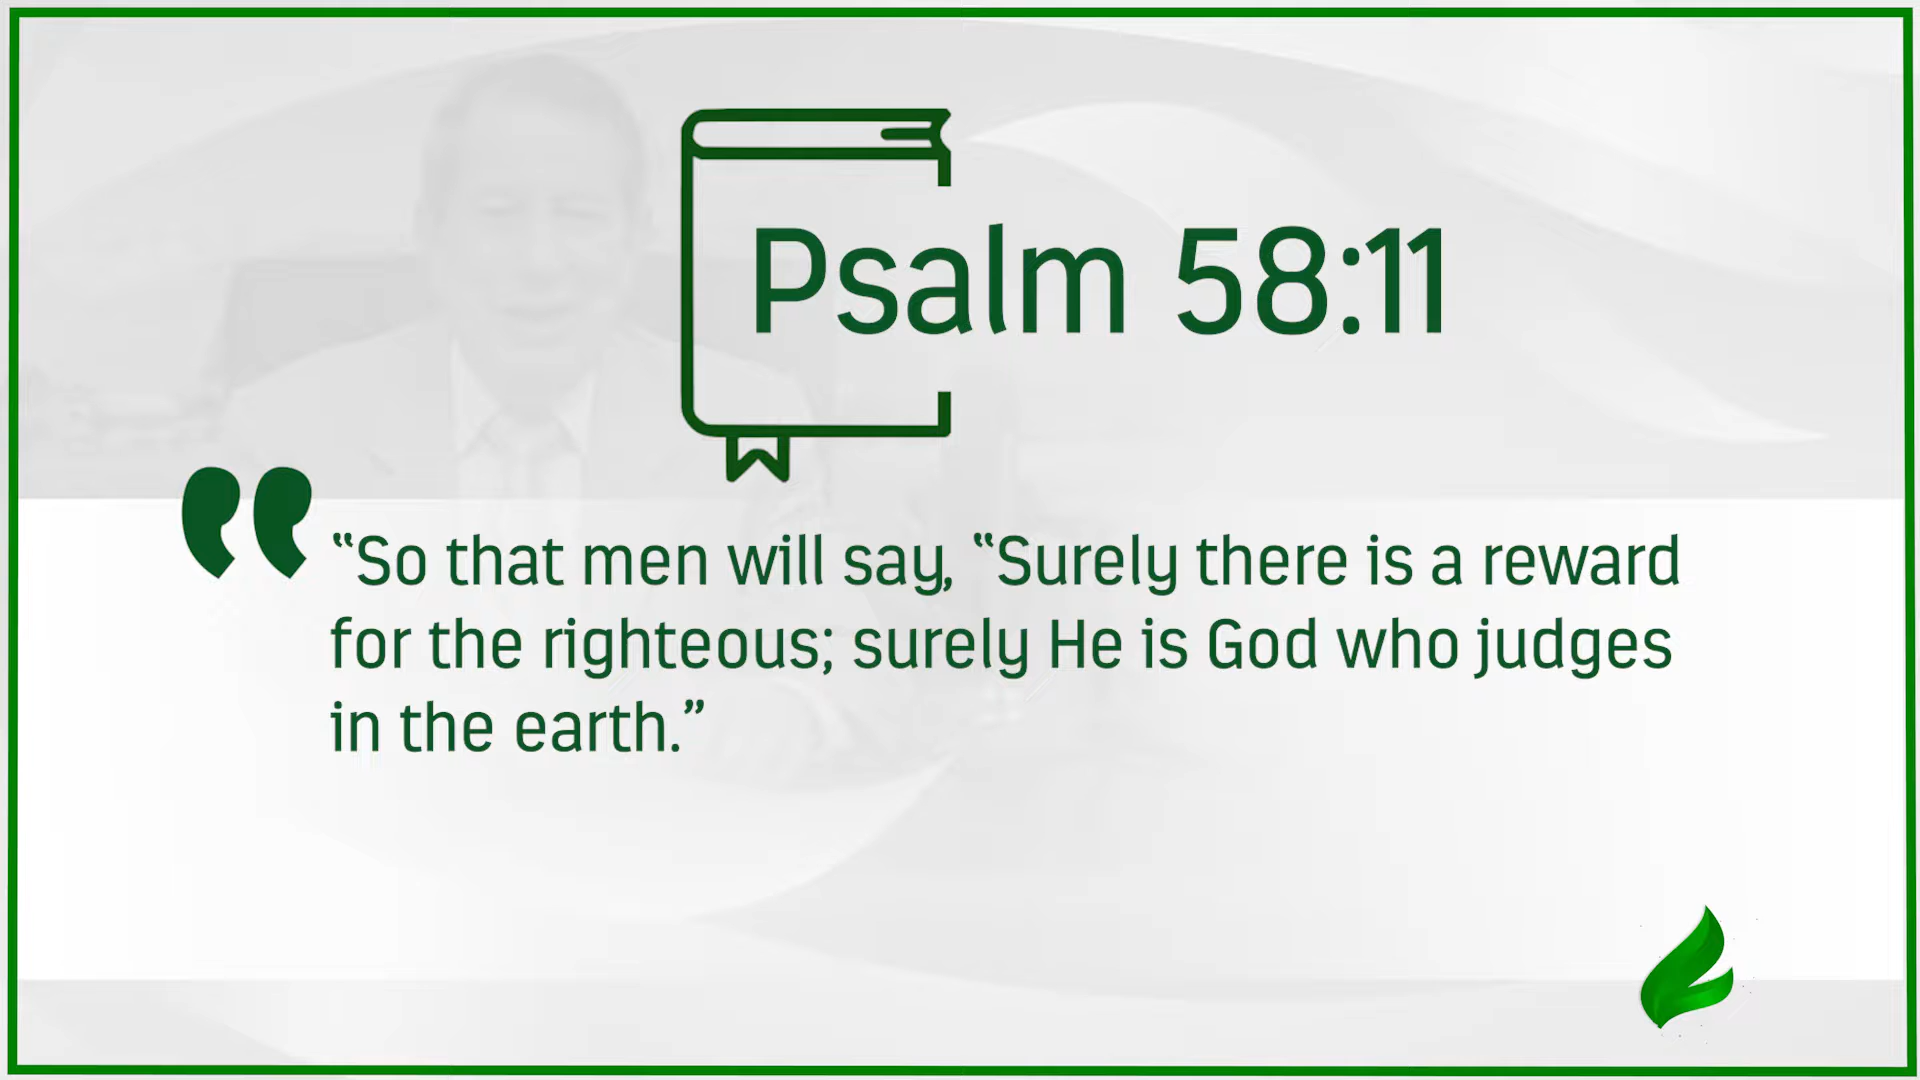 Psalm 58:11
“So that men will say, “Surely there is a reward
for the righteous; surely He is God who judges
in the earth.”